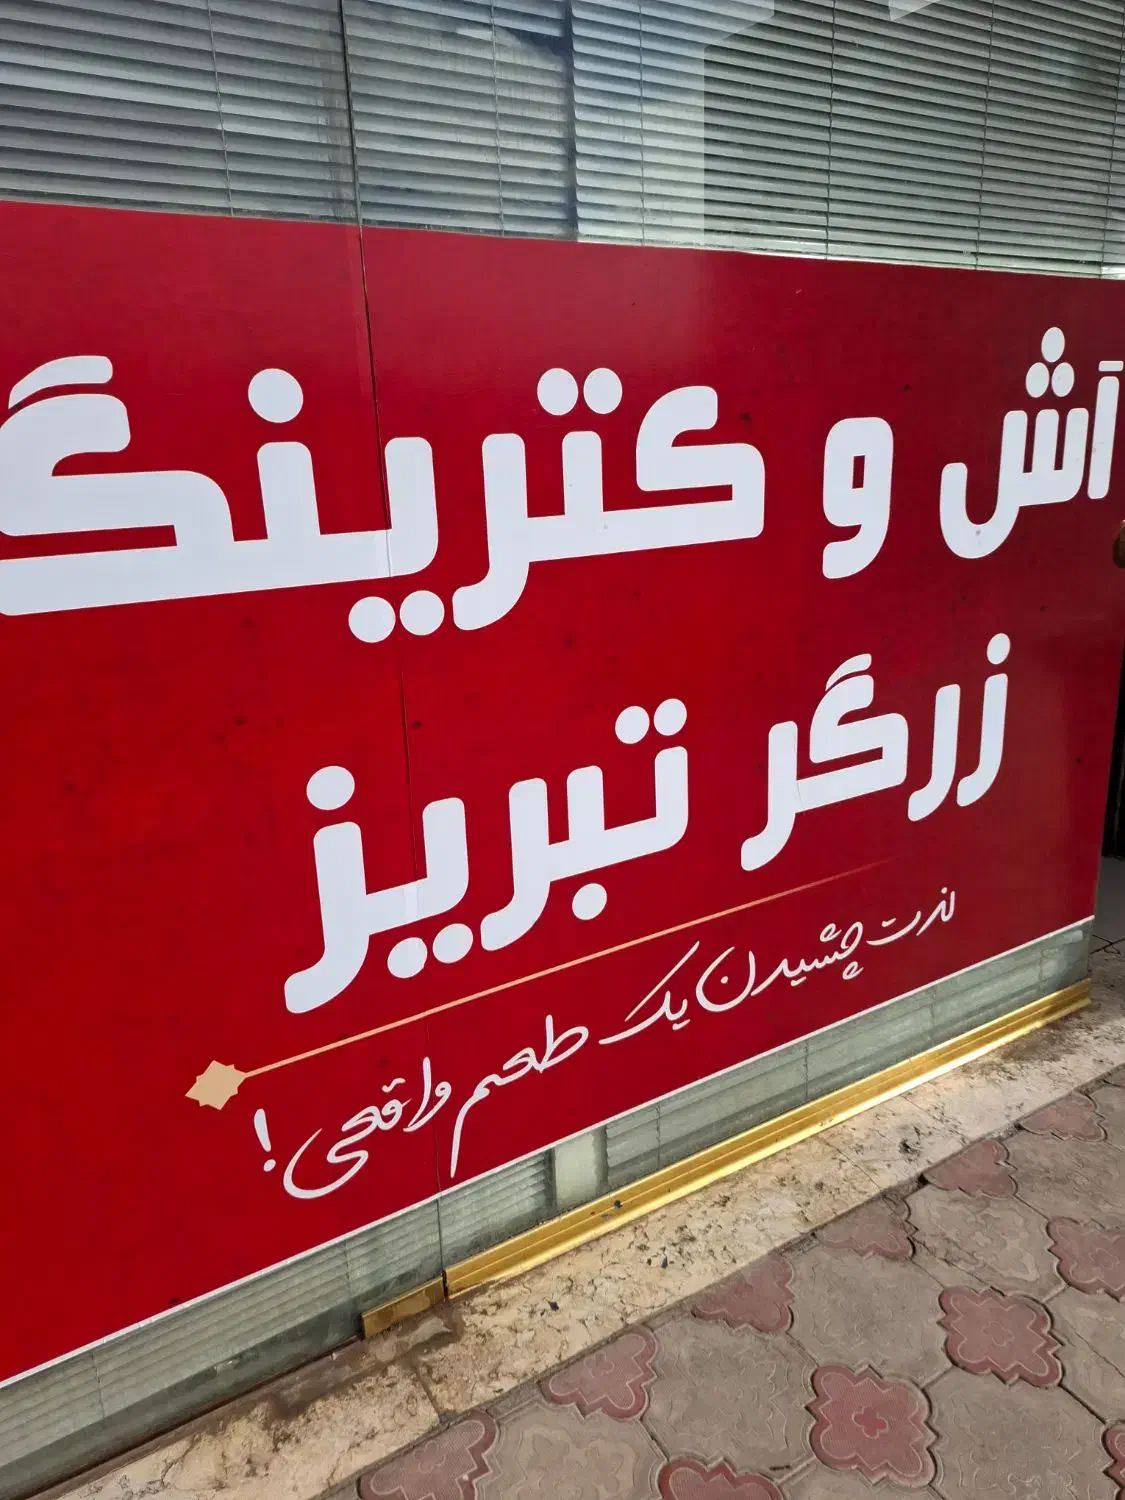 آش و کترینگ
زرگر تبریز
لذت چشیدن یک طعم واقعی!